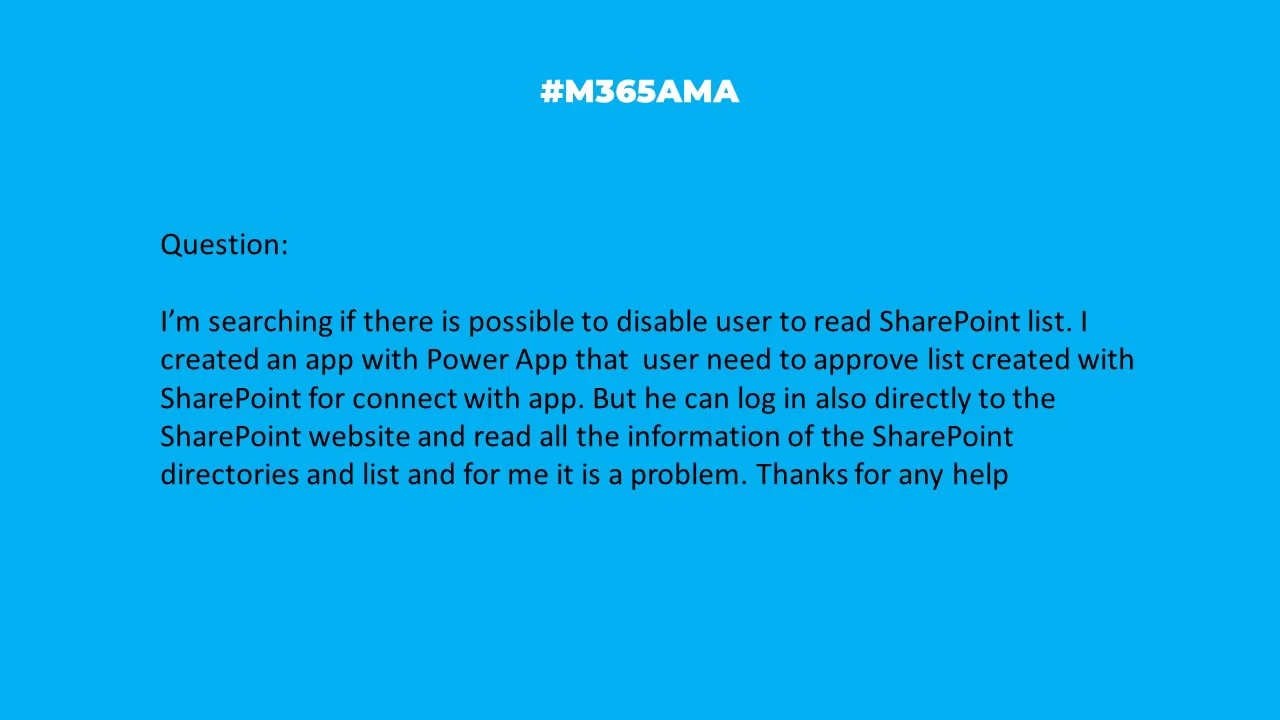 #M365AMA
Question:
I’m searching if there is possible to disable user to read SharePoint list. I
created an app with Power App that  user need to approve list created with
SharePoint for connect with app. But he can log in also directly to the
SharePoint website and read all the information of the SharePoint
directories and list and for me it is a problem. Thanks for any help